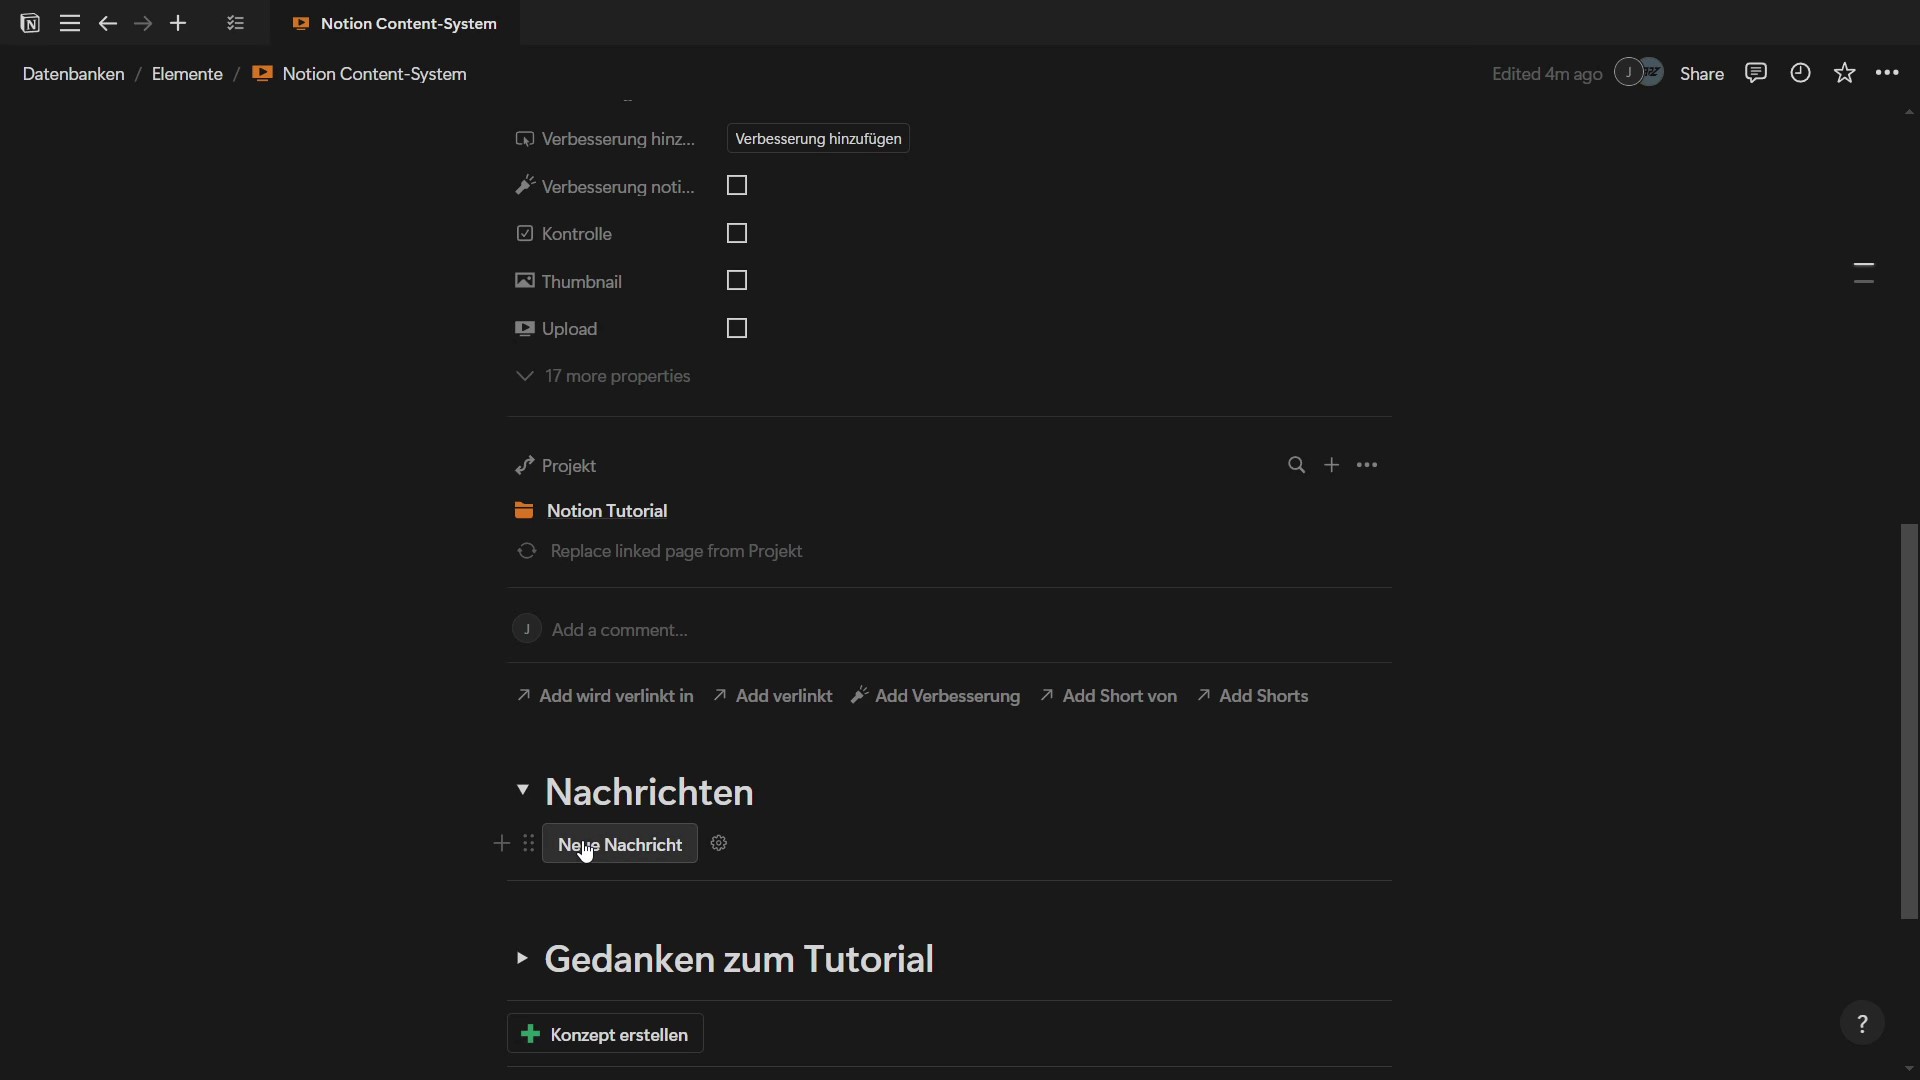 Notion Content-System
Datenbanken / Elemente / Notion Content-System
Edited 4m ago J Share
Verbesserung hinz... Verbesserung hinzufügen
Verbesserung noti...
Kontrolle
Thumbnail
Upload
17 more properties
Projekt
Notion Tutorial
Replace linked page from Projekt
J Add a comment...
Add wird verlinkt in Add verlinkt Add Verbesserung Add Short von Add Shorts
Nachrichten
Neue Nachricht
Gedanken zum Tutorial
?
Konzept erstellen